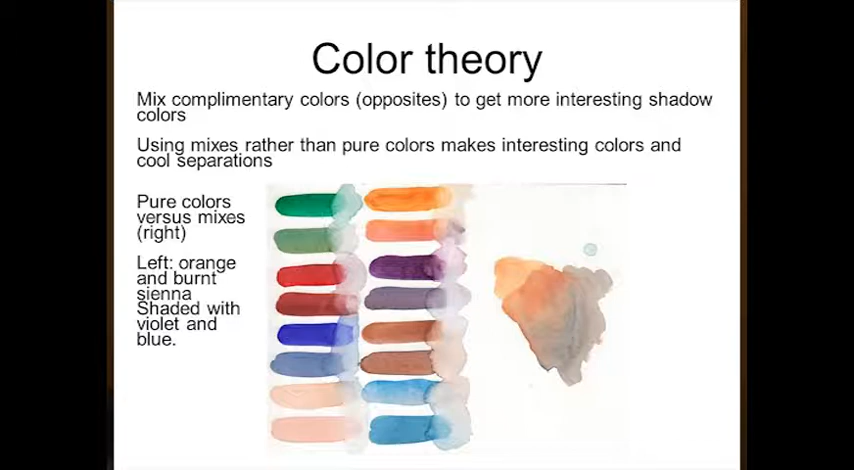 Color theory
Mix complimentary colors (opposites) to get more interesting shadow
colors
Using mixes rather than pure colors makes interesting colors and
cool separations
Pure colors
versus mixes
(right)
Left: orange
and burnt
sienna
Shaded with
violet and
blue.